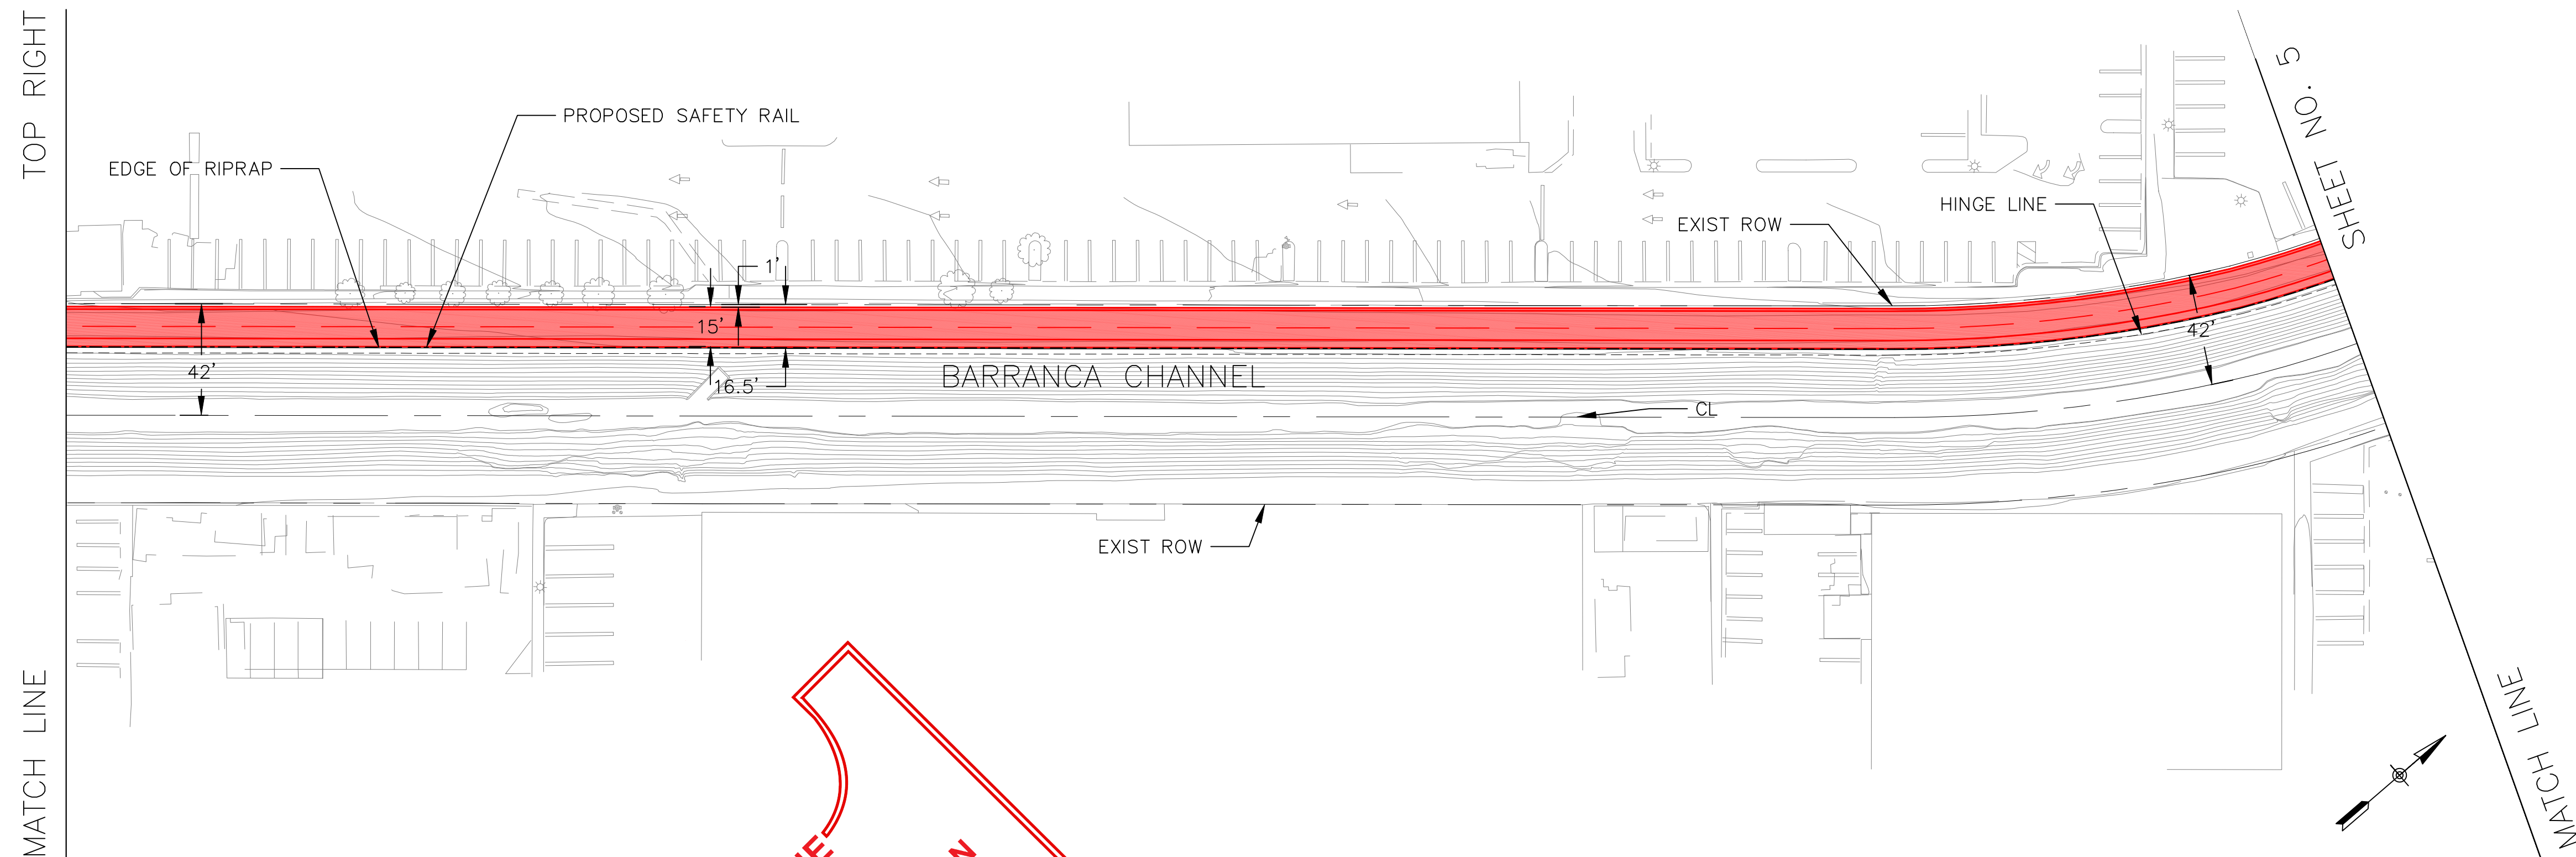 TOP RIGHT
MATCH LINE
PROPOSED SAFETY RAIL
EDGE OF RIPRAP
1'
15'
42'
16.5'
BARRANCA CHANNEL
CL
EXIST ROW
HINGE LINE
42'
EXIST ROW
SHEET NO. 5
MATCH LINE